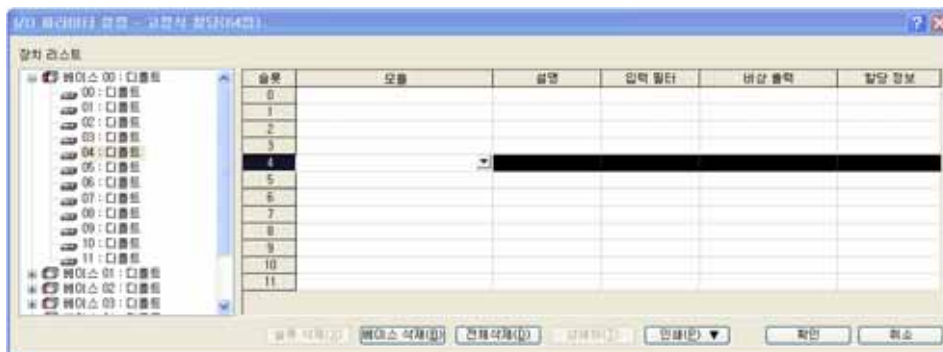 I/O 파라미터 설정 - 고정식 할당(64점)
장치 리스트
베이스 00 : 디폴트
00 : 디폴트
01 : 디폴트
02 : 디폴트
03 : 디폴트
04 : 디폴트
05 : 디폴트
06 : 디폴트
07 : 디폴트
08 : 디폴트
09 : 디폴트
10 : 디폴트
11 : 디폴트
베이스 01 : 디폴트
베이스 02 : 디폴트
베이스 03 : 디폴트
슬롯 모듈 설명 입력 필터 비상 출력 할당 정보
0
1
2
3
4
5
6
7
8
9
10
11
슬롯 삭제 베이스 삭제(B) 전체삭제(D) 인쇄(P) ▼ 확인 취소